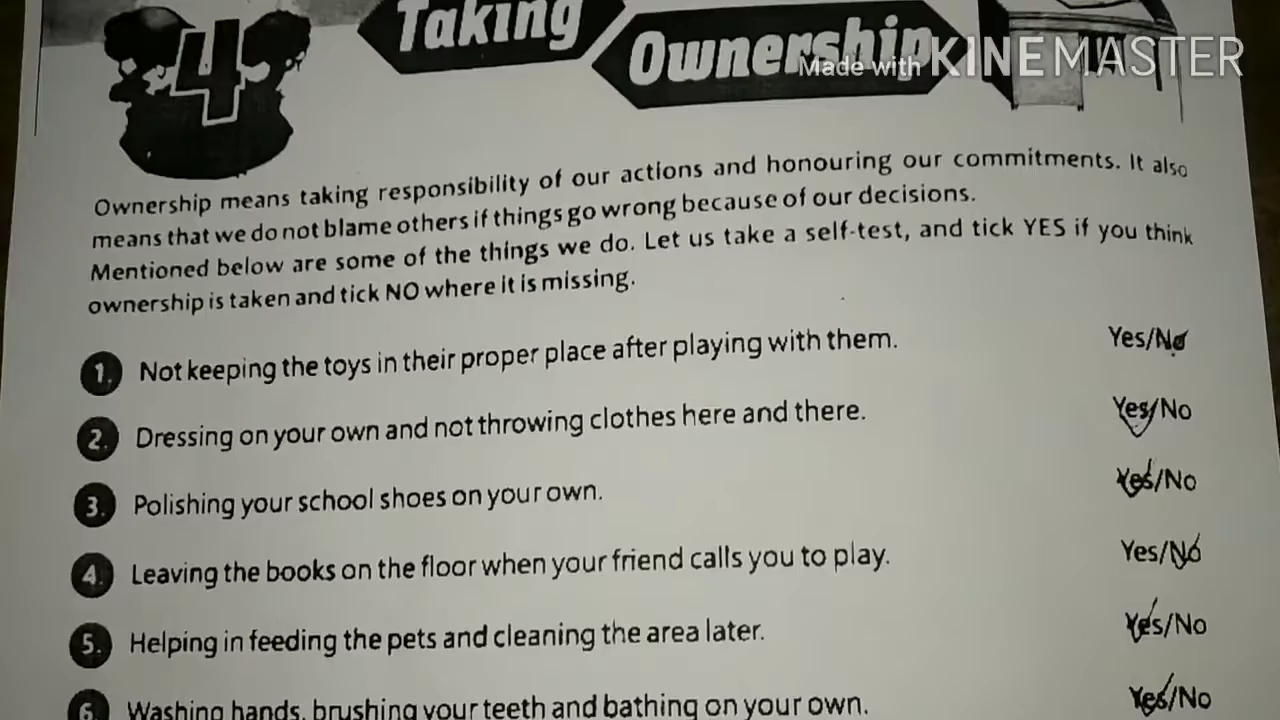 4
Taking
Ownership
Made with KINEMASTER
Ownership means taking responsibility of our actions and honouring our commitments. It also
means that we do not blame others if things go wrong because of our decisions.
Mentioned below are some of the things we do. Let us take a self-test, and tick YES if you think
ownership is taken and tick NO where it is missing.
1. Not keeping the toys in their proper place after playing with them. Yes/No
2. Dressing on your own and not throwing clothes here and there. Yes/No
3. Polishing your school shoes on your own. Yes/No
4. Leaving the books on the floor when your friend calls you to play. Yes/No
5. Helping in feeding the pets and cleaning the area later. Yes/No
6. Washing hands, brushing your teeth and bathing on your own. Yes/No